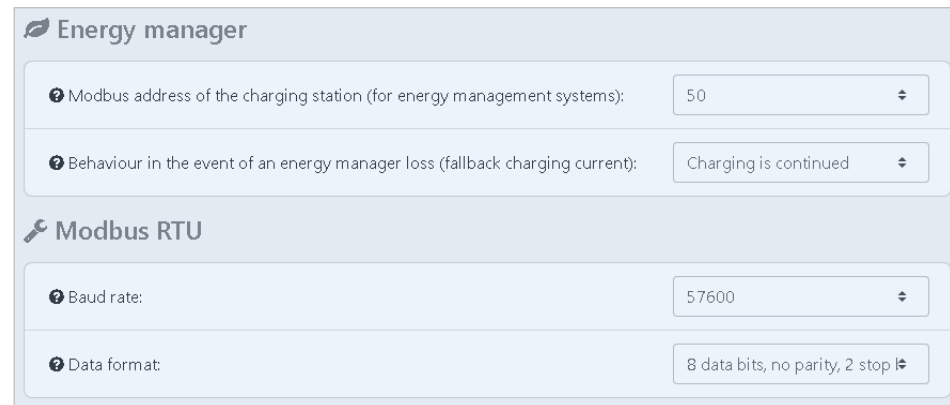 Energy manager
Modbus address of the charging station (for energy management systems): 50
Behaviour in the event of an energy manager loss (fallback charging current): Charging is continued
Modbus RTU
Baud rate: 57600
Data format: 8 data bits, no parity, 2 stop